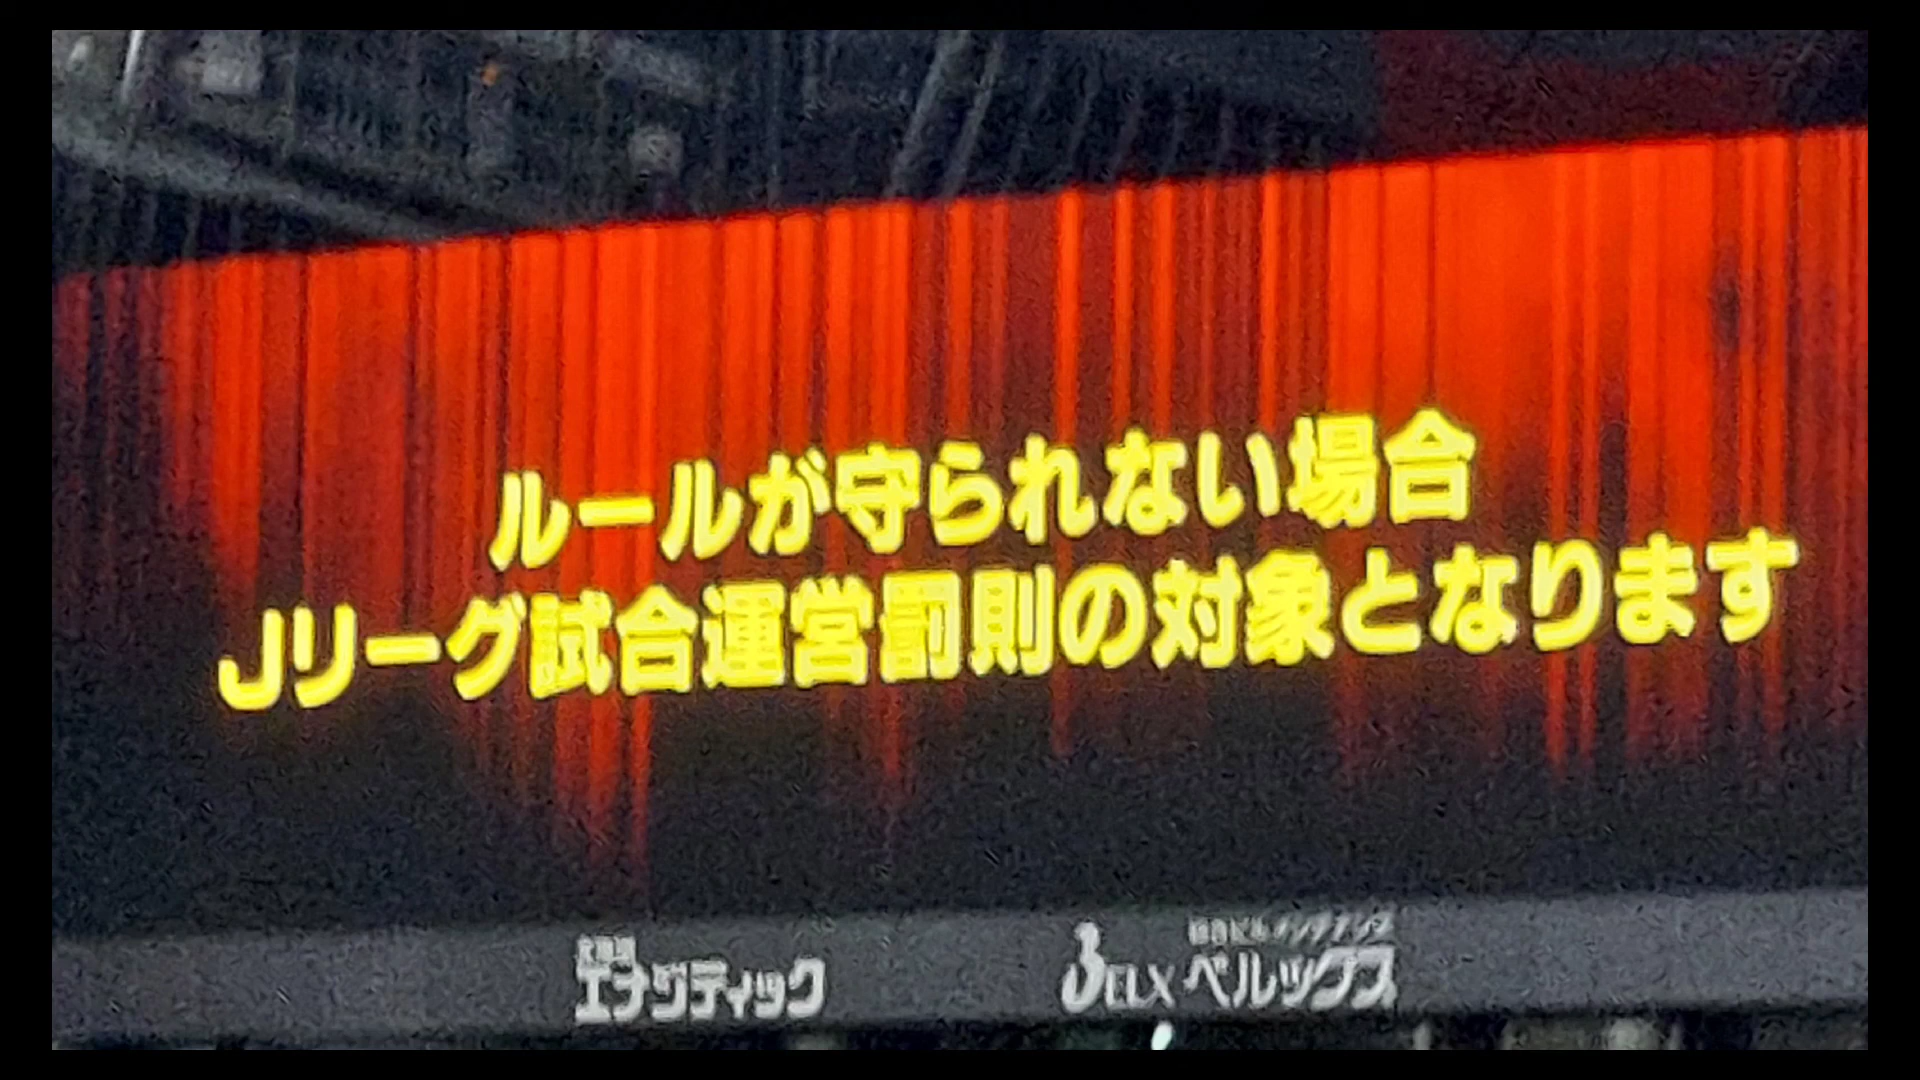 ルールが守られない場合
Jリーグ試合運営罰則の対象となります
エナジティック
BELX ベルックス